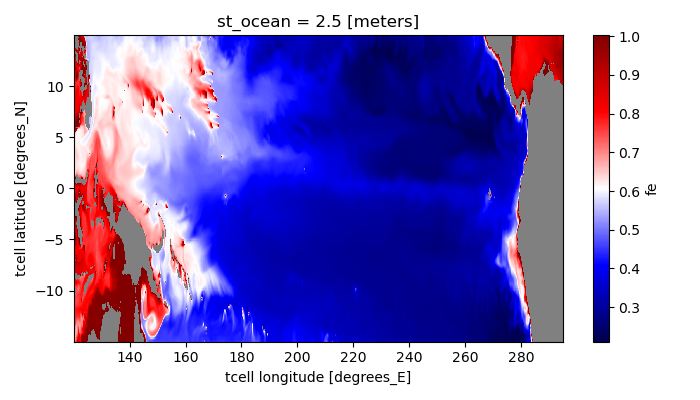 st_ocean = 2.5 [meters]
10
5
0
−5
−10
tcell latitude [degrees_N]
140 160 180 200 220 240 260 280
tcell longitude [degrees_E]
1.0
0.9
0.8
0.7
0.6
0.5
0.4
0.3
fe